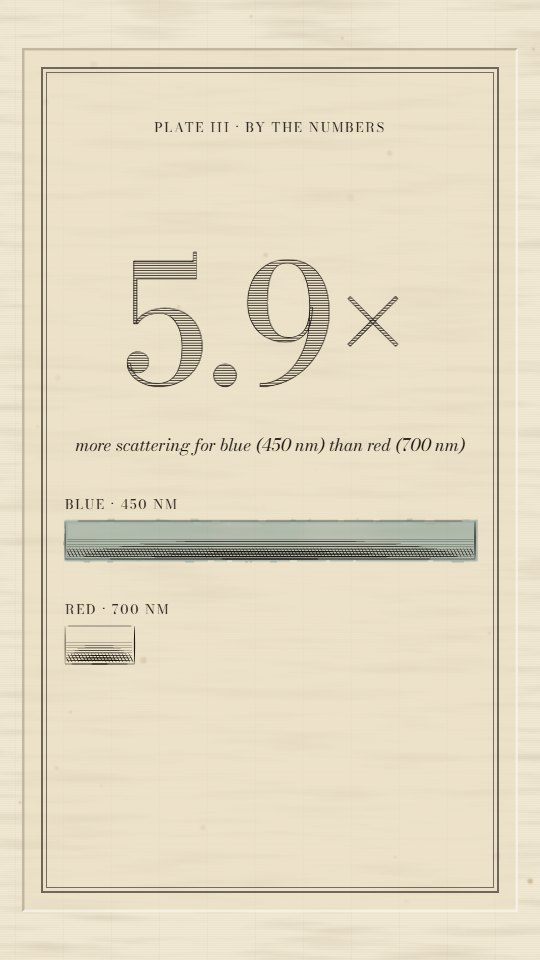 PLATE III · BY THE NUMBERS
5.9×
more scattering for blue (450 nm) than red (700 nm)
BLUE · 450 NM
RED · 700 NM